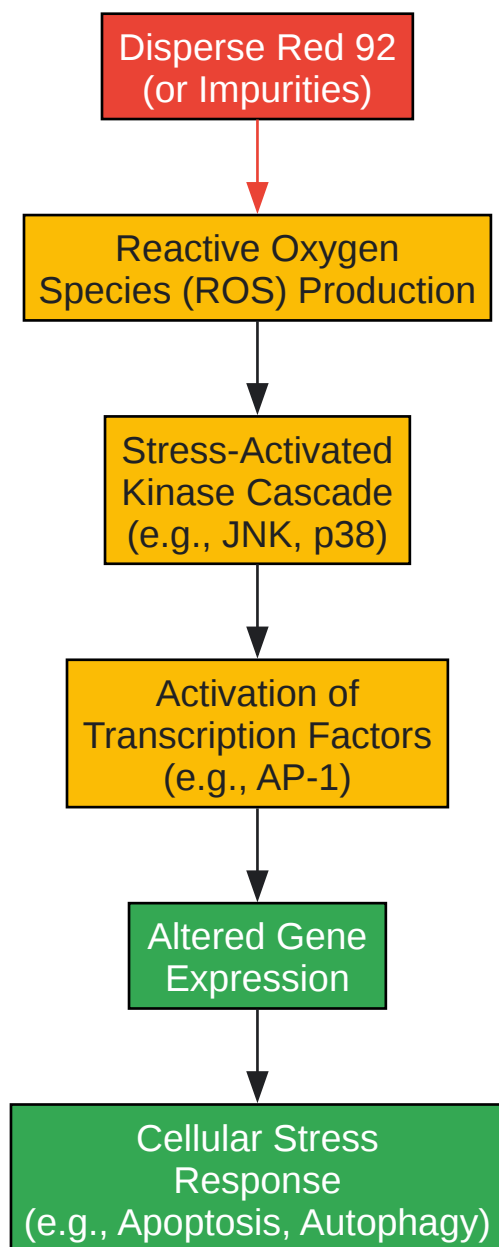 Disperse Red 92
(or Impurities)
Reactive Oxygen
Species (ROS) Production
Stress-Activated
Kinase Cascade
(e.g., JNK, p38)
Activation of
Transcription Factors
(e.g., AP-1)
Altered Gene
Expression
Cellular Stress
Response
(e.g., Apoptosis, Autophagy)